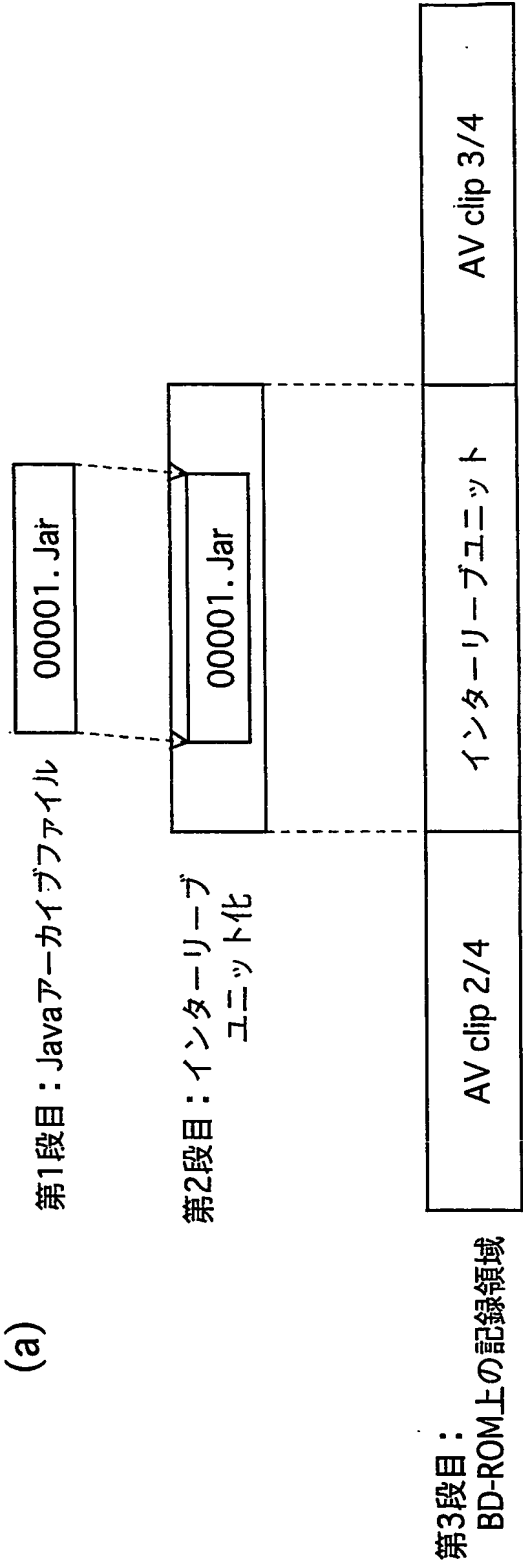 (a)
第1段目：Javaアーカイブファイル
00001. Jar
第2段目：インターリーブ
ユニット化
00001. Jar
第3段目：
BD-ROM上の記録領域
AV clip 2/4
インターリーブユニット
AV clip 3/4